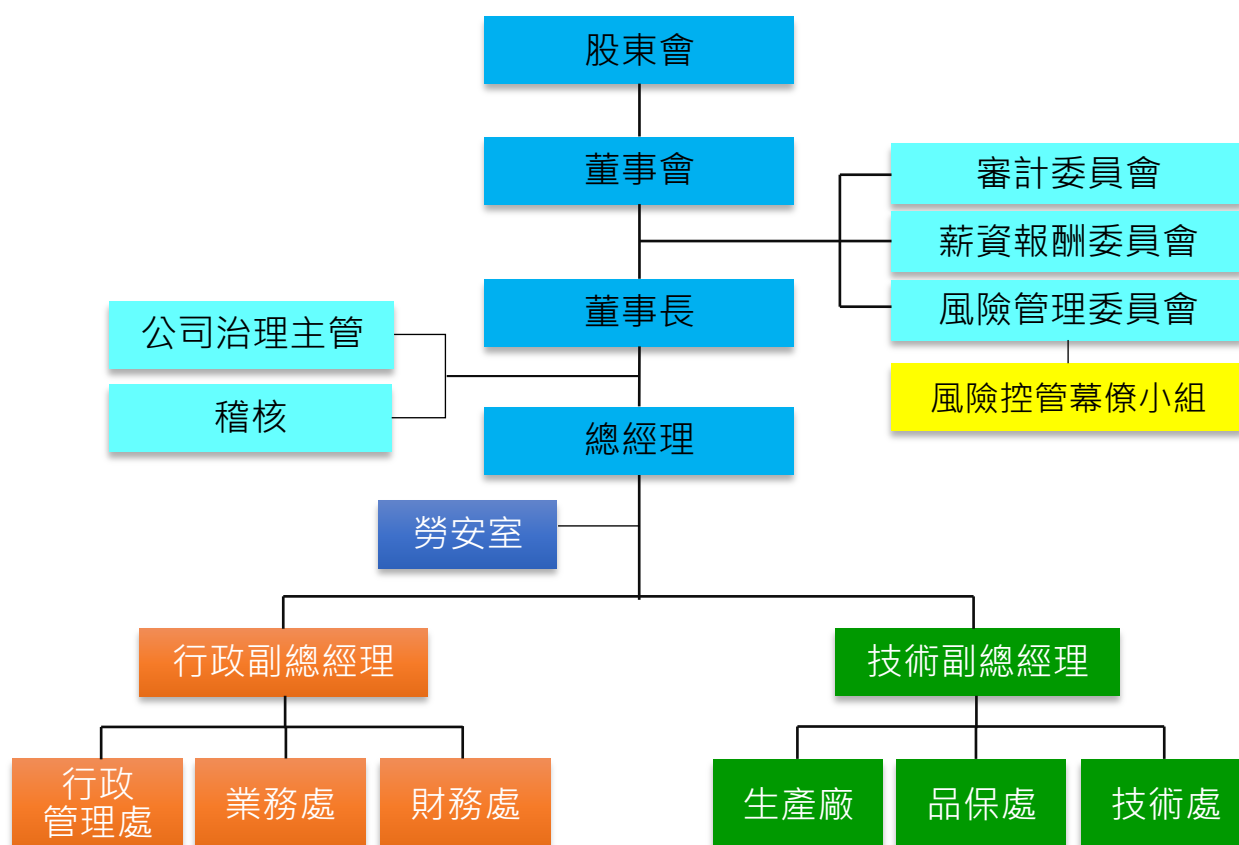 股東會
董事會
審計委員會
薪資報酬委員會
董事長
風險管理委員會
公司治理主管
風險控管幕僚小組
稽核
總經理
勞安室
行政副總經理
技術副總經理
行政
管理處
業務處
財務處
生產廠
品保處
技術處